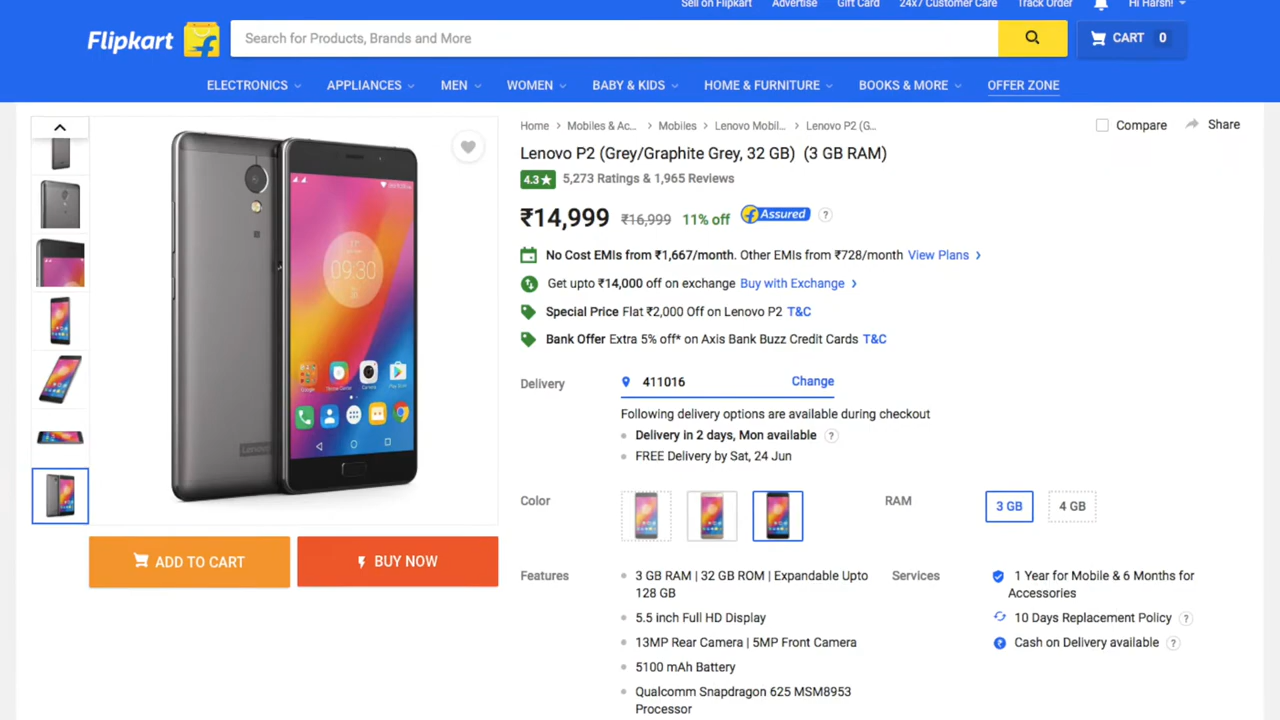 Sell on Flipkart Advertise Gift Card 24x7 Customer Care Track Order Hi Harsh!
Flipkart Search for Products, Brands and More CART 0
ELECTRONICS APPLIANCES MEN WOMEN BABY & KIDS HOME & FURNITURE BOOKS & MORE OFFER ZONE
Home > Mobiles & Ac... > Mobiles > Lenovo Mobil... > Lenovo P2 (G... Compare Share
Lenovo P2 (Grey/Graphite Grey, 32 GB) (3 GB RAM)
4.3★ 5,273 Ratings & 1,965 Reviews
₹14,999 ₹16,999 11% off Assured ?
No Cost EMIs from ₹1,667/month. Other EMIs from ₹728/month View Plans >
Get upto ₹14,000 off on exchange Buy with Exchange >
Special Price Flat ₹2,000 Off on Lenovo P2 T&C
Bank Offer Extra 5% off* on Axis Bank Buzz Credit Cards T&C
Delivery 411016 Change
Following delivery options are available during checkout
Delivery in 2 days, Mon available ?
FREE Delivery by Sat, 24 Jun
Color RAM 3 GB 4 GB
09:30
Lenovo
Camera Play Store
ADD TO CART BUY NOW
Features
3 GB RAM | 32 GB ROM | Expandable Upto
128 GB
5.5 inch Full HD Display
13MP Rear Camera | 5MP Front Camera
5100 mAh Battery
Qualcomm Snapdragon 625 MSM8953
Processor
Services
1 Year for Mobile & 6 Months for
Accessories
10 Days Replacement Policy ?
Cash on Delivery available ?